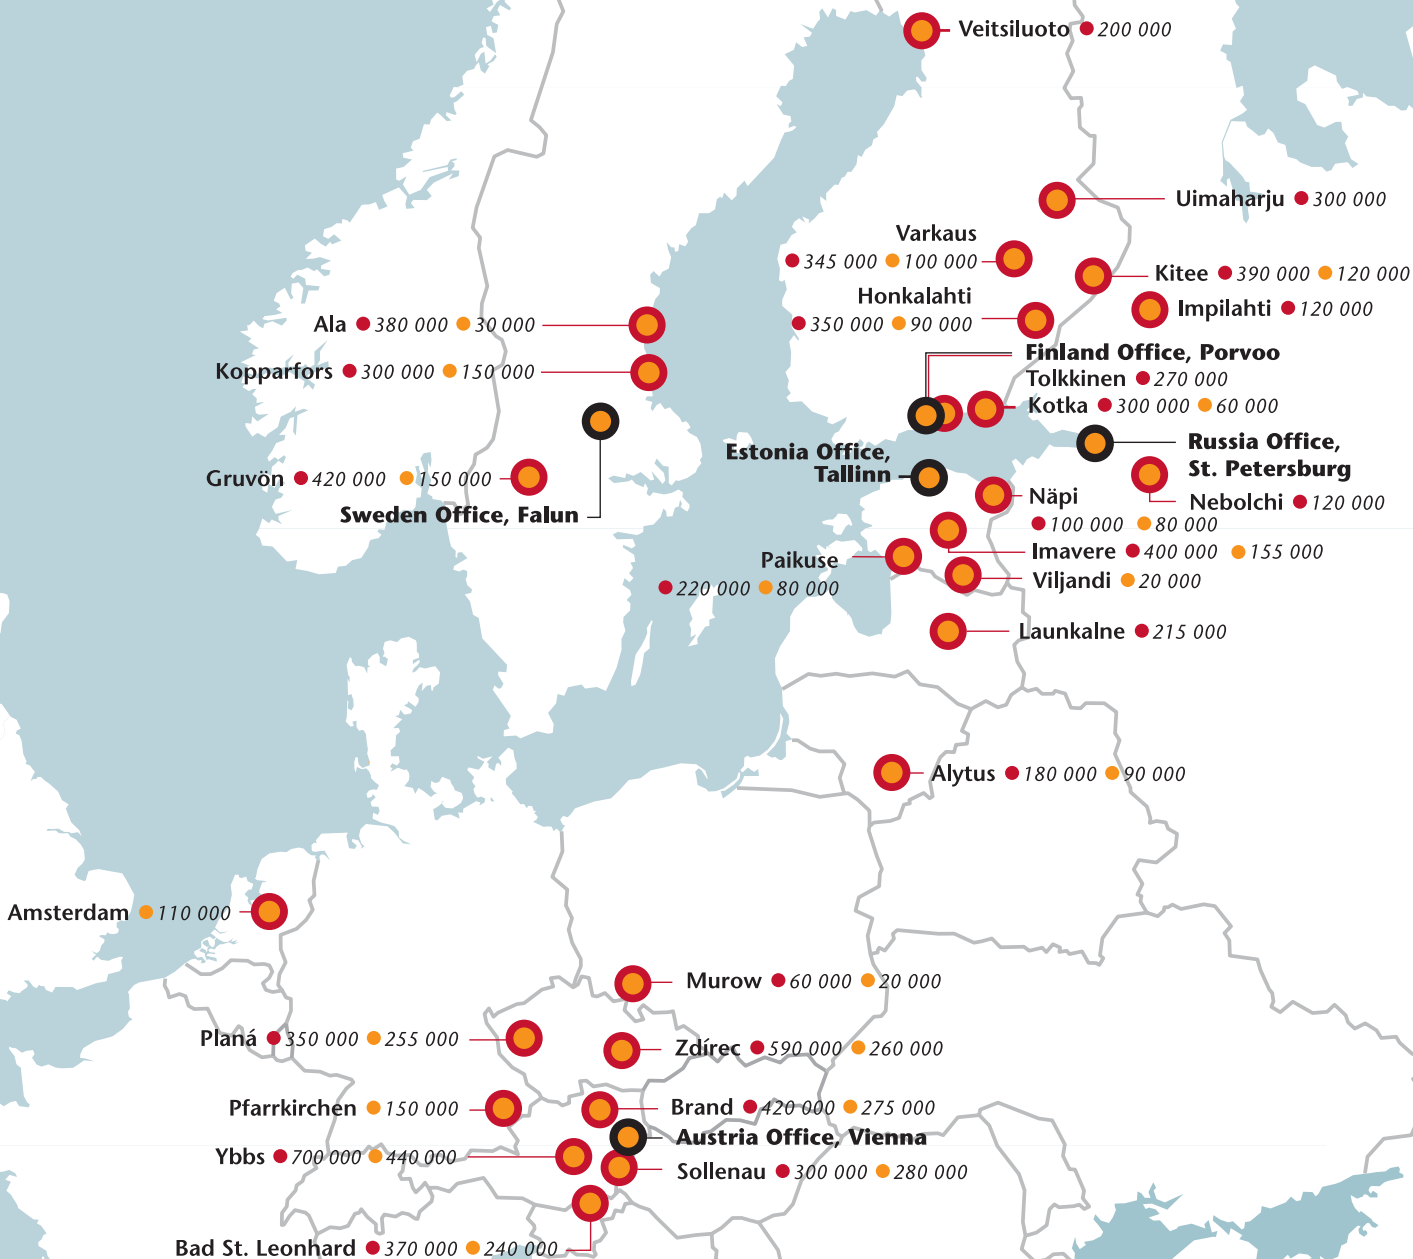 Veitsiluoto 200 000
Uimaharju 300 000
Varkaus
345 000 100 000
Kitee 390 000 120 000
Honkalahti
350 000 90 000
Impilahti 120 000
Ala 380 000 30 000
Kopparfors 300 000 150 000
Finland Office, Porvoo
Tolkkinen 270 000
Kotka 300 000 60 000
Estonia Office,
Tallinn
Russia Office,
St. Petersburg
Gruvön 420 000 150 000
Sweden Office, Falun
Näpi
100 000 80 000
Nebolchi 120 000
Imavere 400 000 155 000
Paikuse
220 000 80 000
Viljandi 20 000
Launkalne 215 000
Alytus 180 000 90 000
Amsterdam 110 000
Murow 60 000 20 000
Planá 350 000 255 000
Zdírec 590 000 260 000
Pfarrkirchen 150 000
Brand 420 000 275 000
Austria Office, Vienna
Ybbs 700 000 440 000
Sollenau 300 000 280 000
Bad St. Leonhard 370 000 240 000